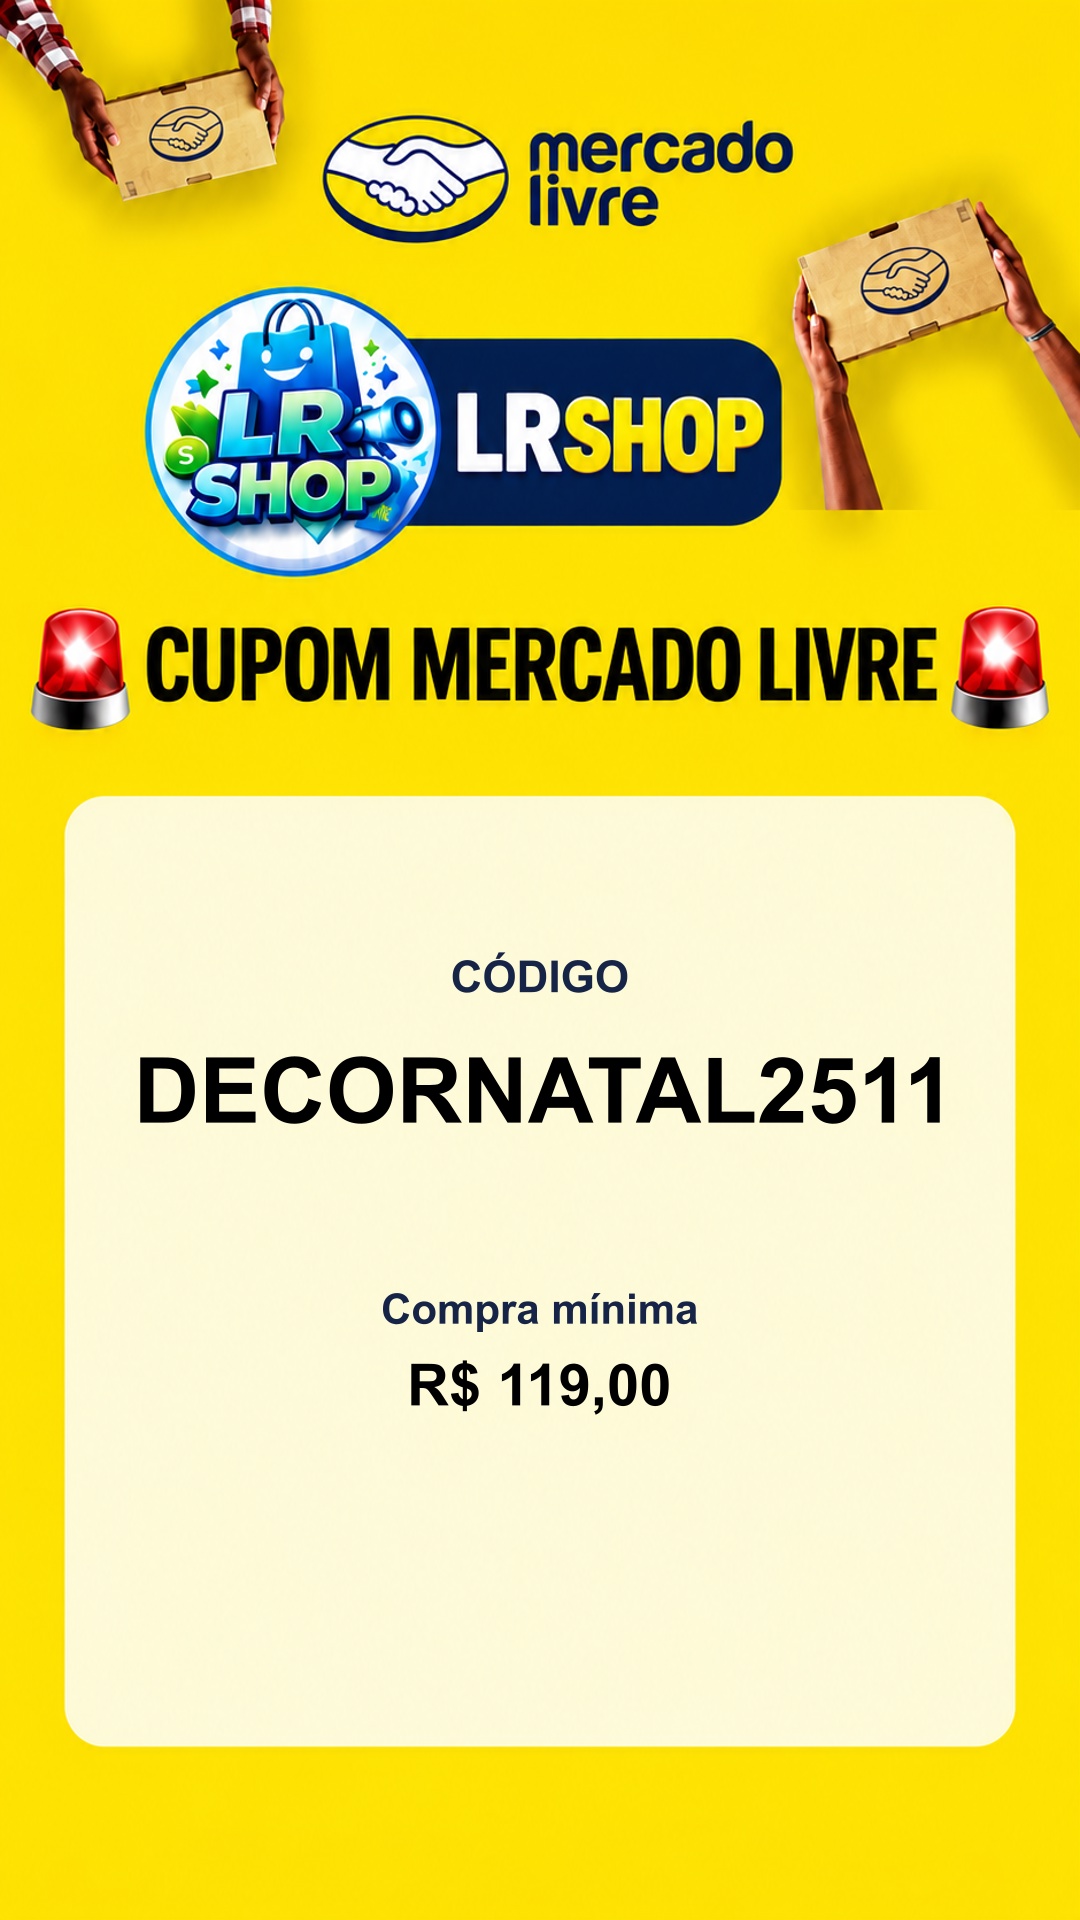 mercado
livre
LR
SHOP
S
LRSHOP
CUPOM MERCADO LIVRE
CÓDIGO
DECORNATAL2511
Compra mínima
R$ 119,00